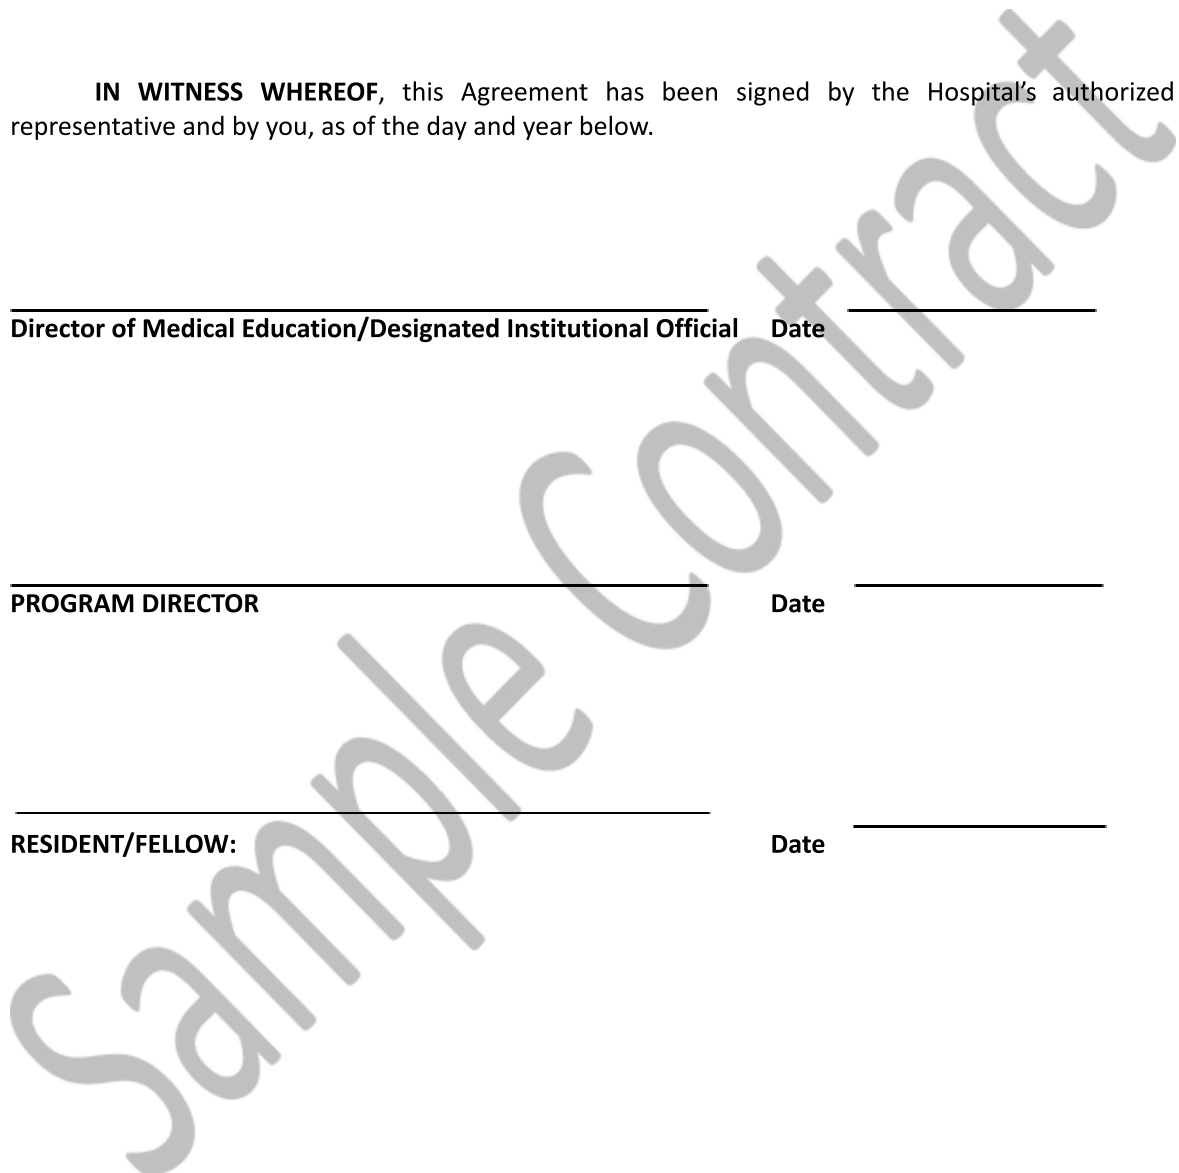 IN WITNESS WHEREOF, this Agreement has been signed by the Hospital’s authorized
representative and by you, as of the day and year below.
Director of Medical Education/Designated Institutional Official Date
PROGRAM DIRECTOR Date
RESIDENT/FELLOW: Date
Sample Contract